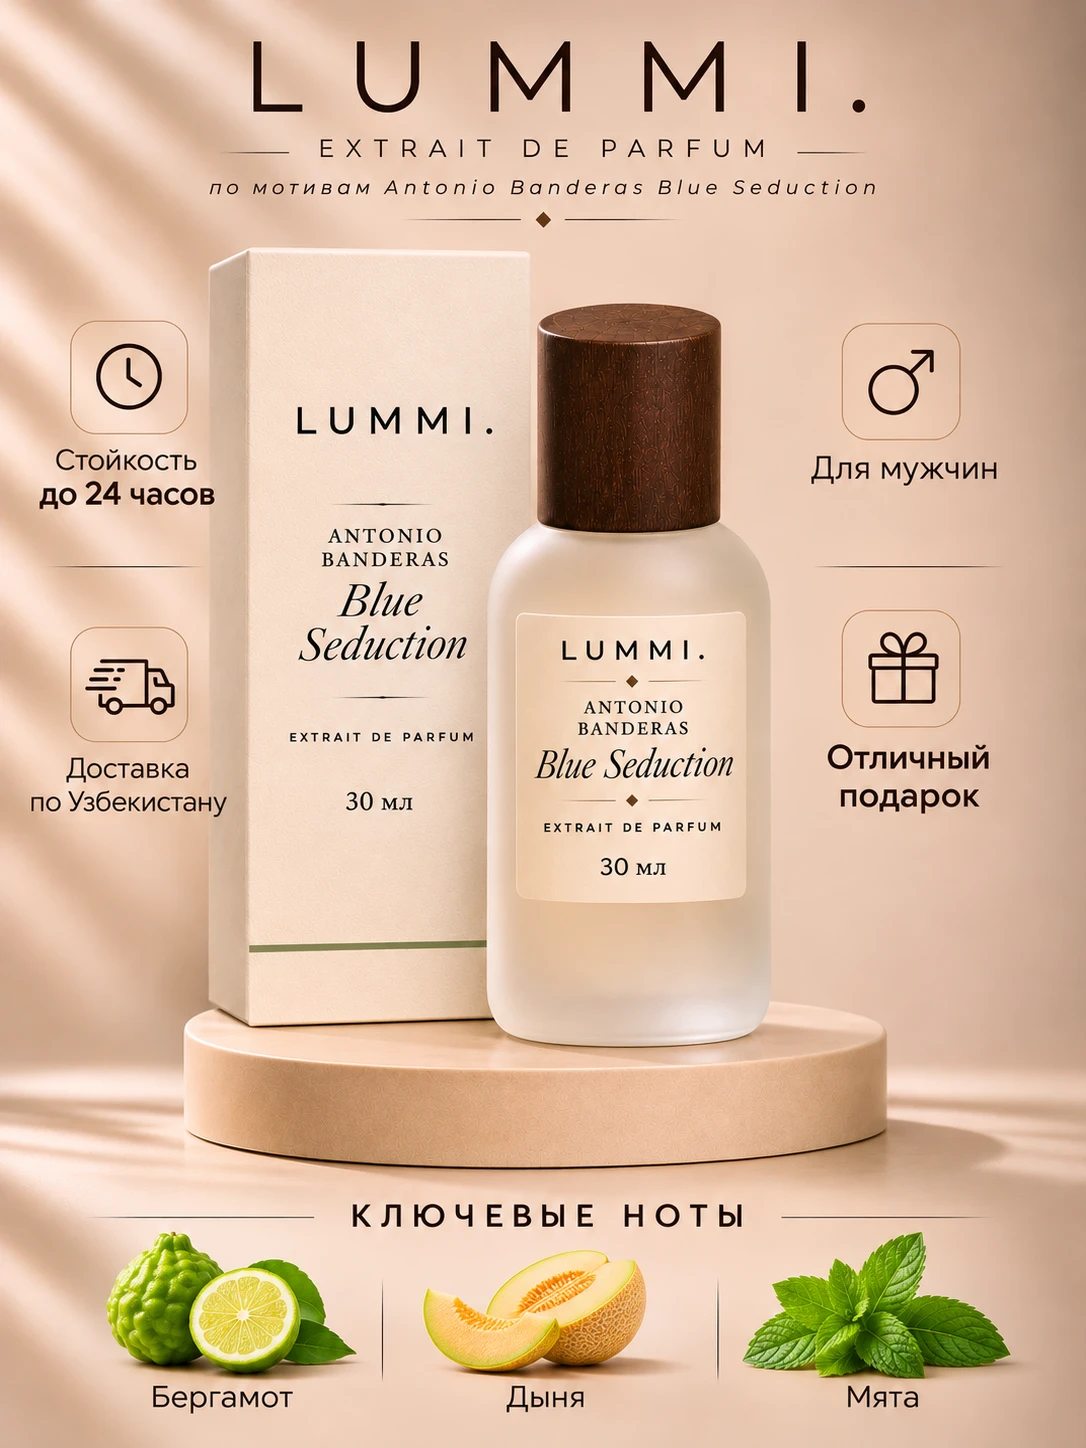 LUMMI.
EXTRAIT DE PARFUM
по мотивам Antonio Banderas Blue Seduction
Стойкость
до 24 часов
Доставка
по Узбекистану
LUMMI.
ANTONIO
BANDERAS
Blue
Seduction
EXTRAIT DE PARFUM
30 мл
LUMMI.
ANTONIO
BANDERAS
Blue Seduction
EXTRAIT DE PARFUM
30 мл
Для мужчин
Отличный
подарок
КЛЮЧЕВЫЕ НОТЫ
Бергамот
Дыня
Мята